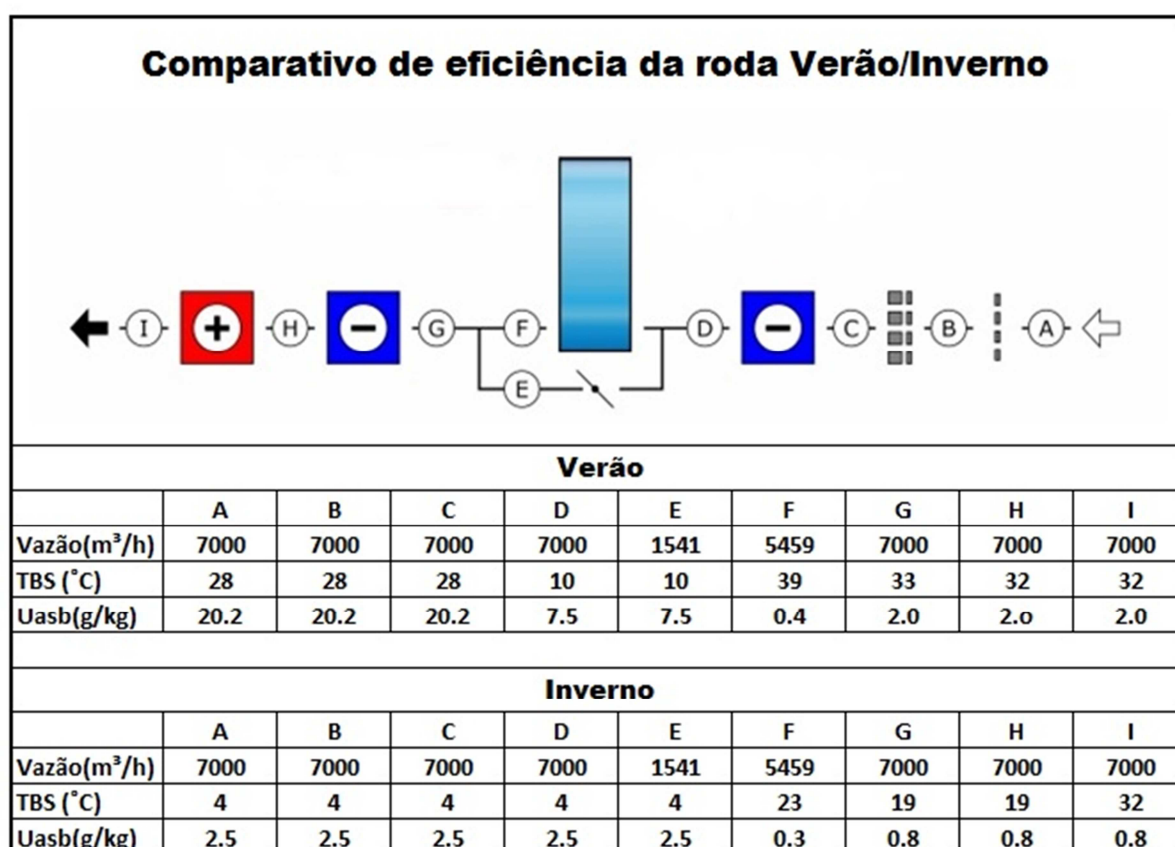 Comparativo de eficiência da roda Verão/Inverno
I + H − G F D − C B A
E
Verão
A B C D E F G H I
Vazão(m³/h) 7000 7000 7000 7000 1541 5459 7000 7000 7000
TBS (˚C) 28 28 28 10 10 39 33 32 32
Uasb(g/kg) 20.2 20.2 20.2 7.5 7.5 0.4 2.0 2.o 2.0
Inverno
A B C D E F G H I
Vazão(m³/h) 7000 7000 7000 7000 1541 5459 7000 7000 7000
TBS (˚C) 4 4 4 4 4 23 19 19 32
Uasb(g/kg) 2.5 2.5 2.5 2.5 2.5 0.3 0.8 0.8 0.8